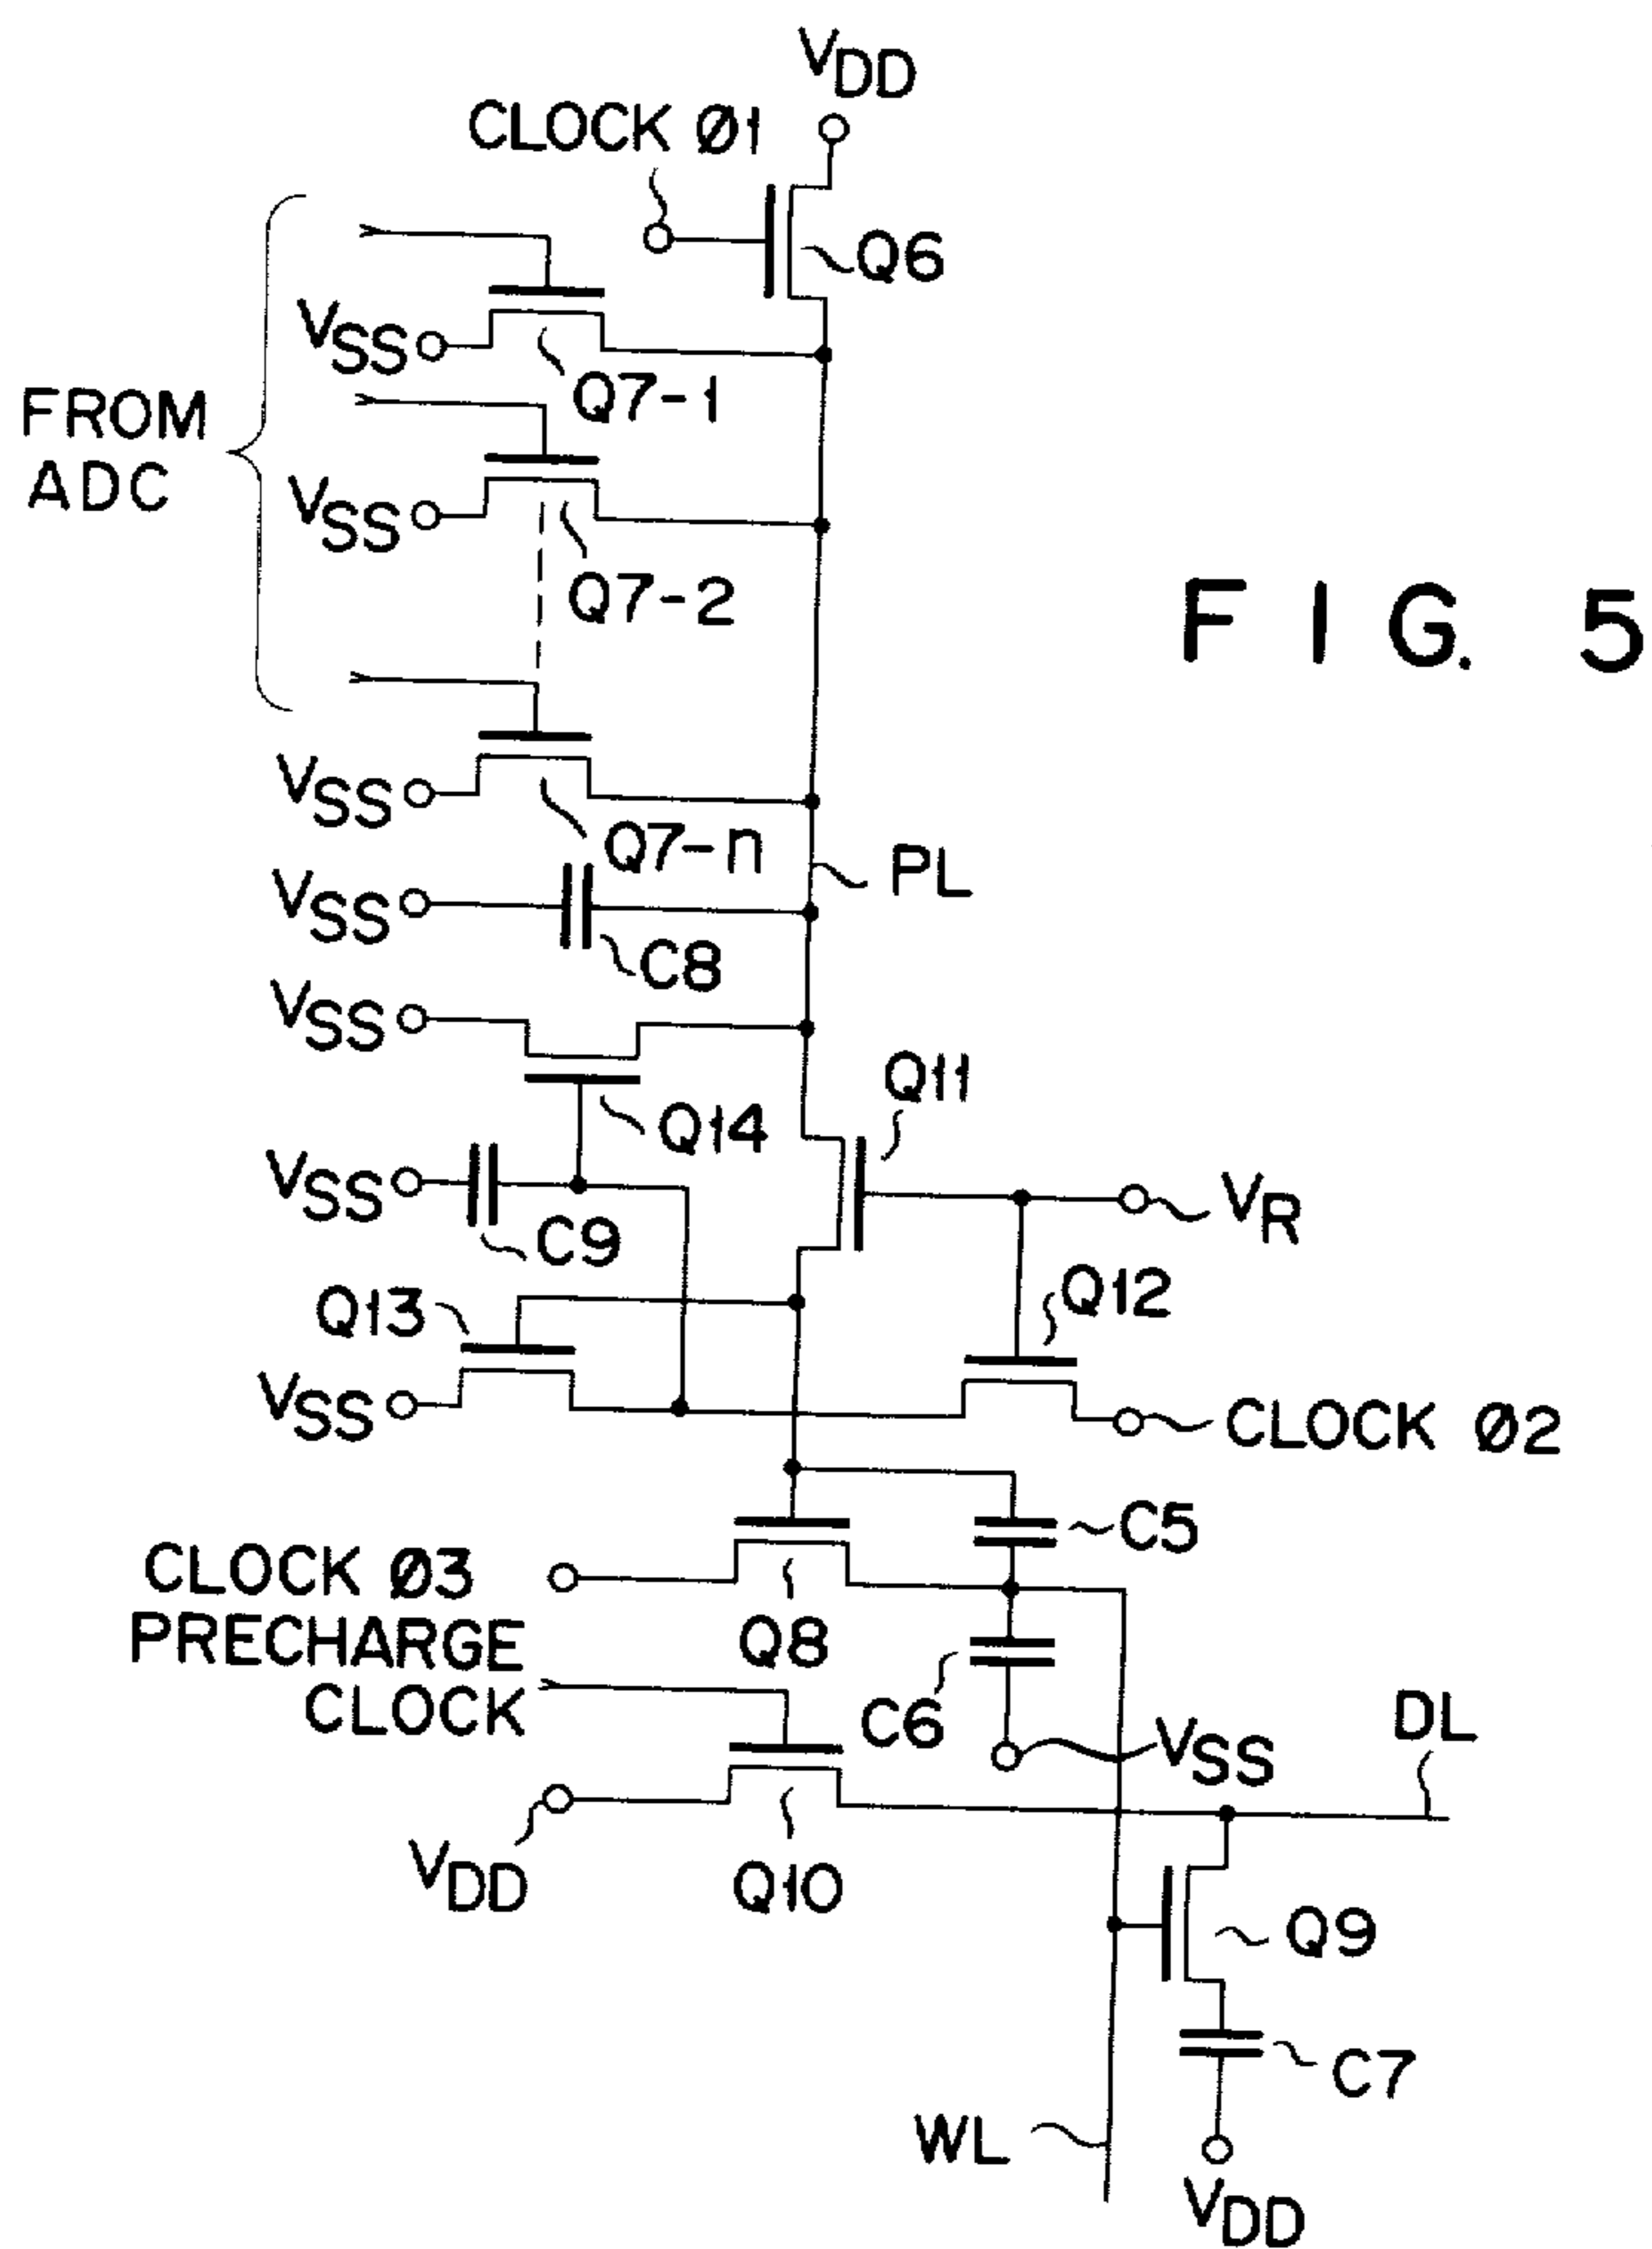 VDD
CLOCK Ø1
Q6
VSS
Q7-1
FROM
ADC
VSS
Q7-2
FIG. 5
VSS
Q7-n
PL
VSS
C8
VSS
Q11
Q14
VSS
VR
C9
Q12
Q13
VSS
CLOCK Ø2
C5
CLOCK Ø3
Q8
PRECHARGE
CLOCK
C6
VSS
DL
VDD
Q10
Q9
C7
WL
VDD